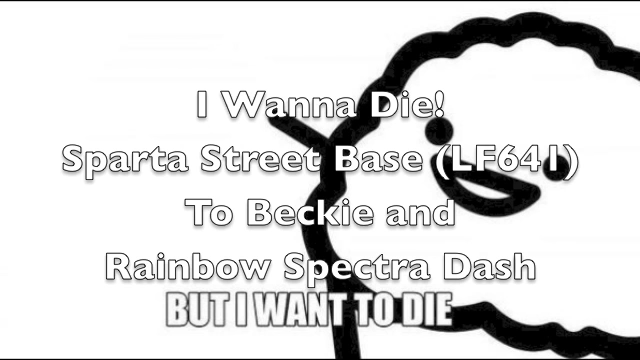 I Wanna Die!
Sparta Street Base (LF641)
To Beckie and
Rainbow Spectra Dash
BUT I WANT TO DIE